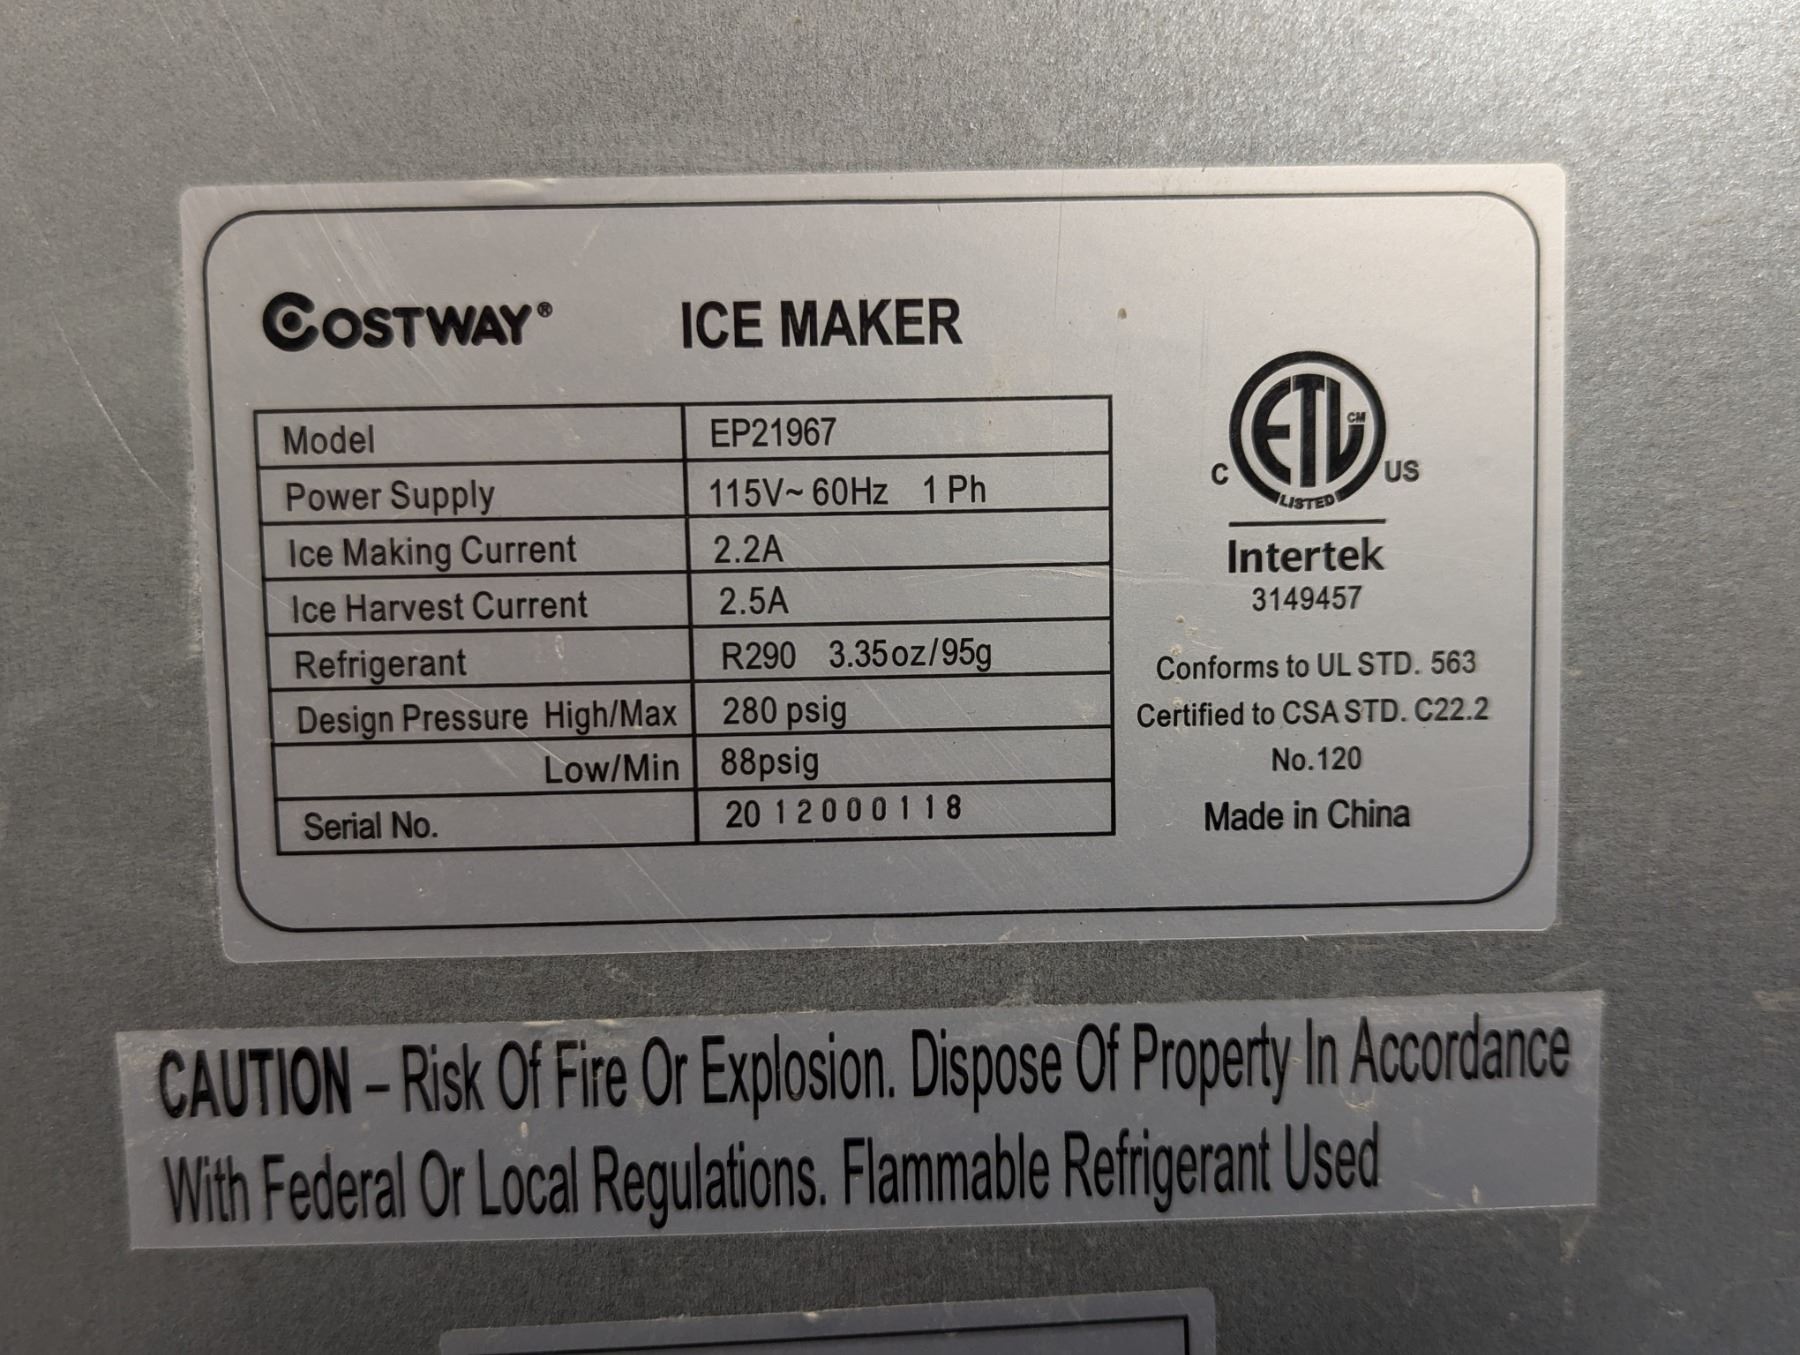 COSTWAY® ICE MAKER
Model EP21967
Power Supply 115V~ 60Hz 1 Ph
Ice Making Current 2.2A
Ice Harvest Current 2.5A
Refrigerant R290 3.35oz/95g
Design Pressure High/Max 280 psig
Low/Min 88psig
Serial No. 2012000118
ETL CM
C US
LISTED
Intertek
3149457
Conforms to UL STD. 563
Certified to CSA STD. C22.2
No.120
Made in China
CAUTION – Risk Of Fire Or Explosion. Dispose Of Property In Accordance
With Federal Or Local Regulations. Flammable Refrigerant Used